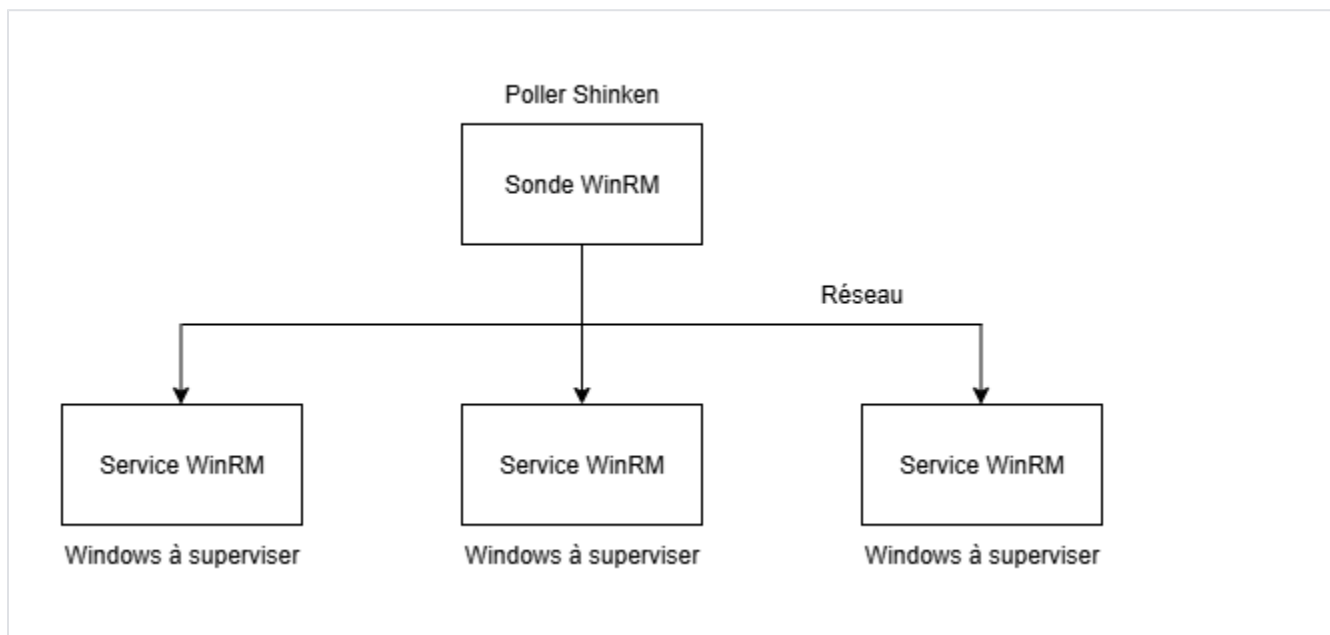 Poller Shinken
Sonde WinRM
Réseau
Service WinRM
Service WinRM
Service WinRM
Windows à superviser
Windows à superviser
Windows à superviser